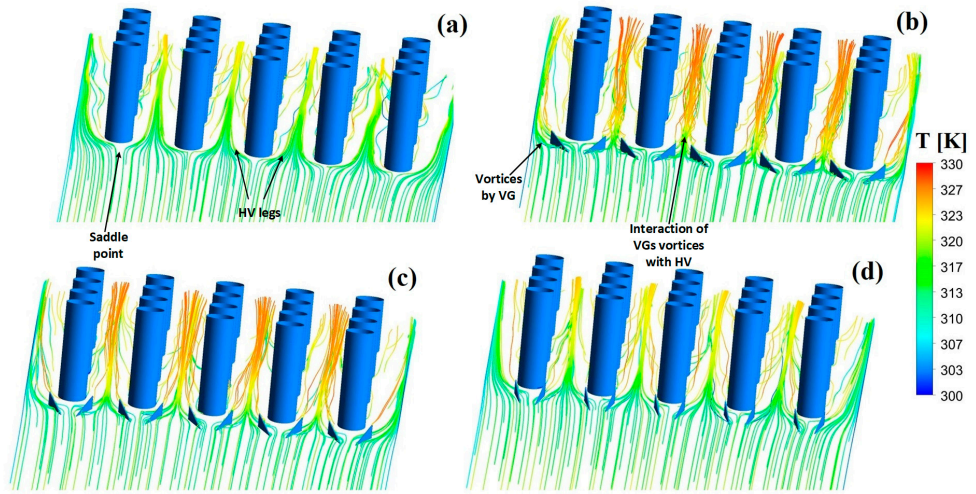 (a)
(b)
Vortices
by VG
HV legs
Saddle
point
Interaction of
VGs vortices
with HV
T [K]
330
327
323
320
317
313
310
307
303
300
(c)
(d)